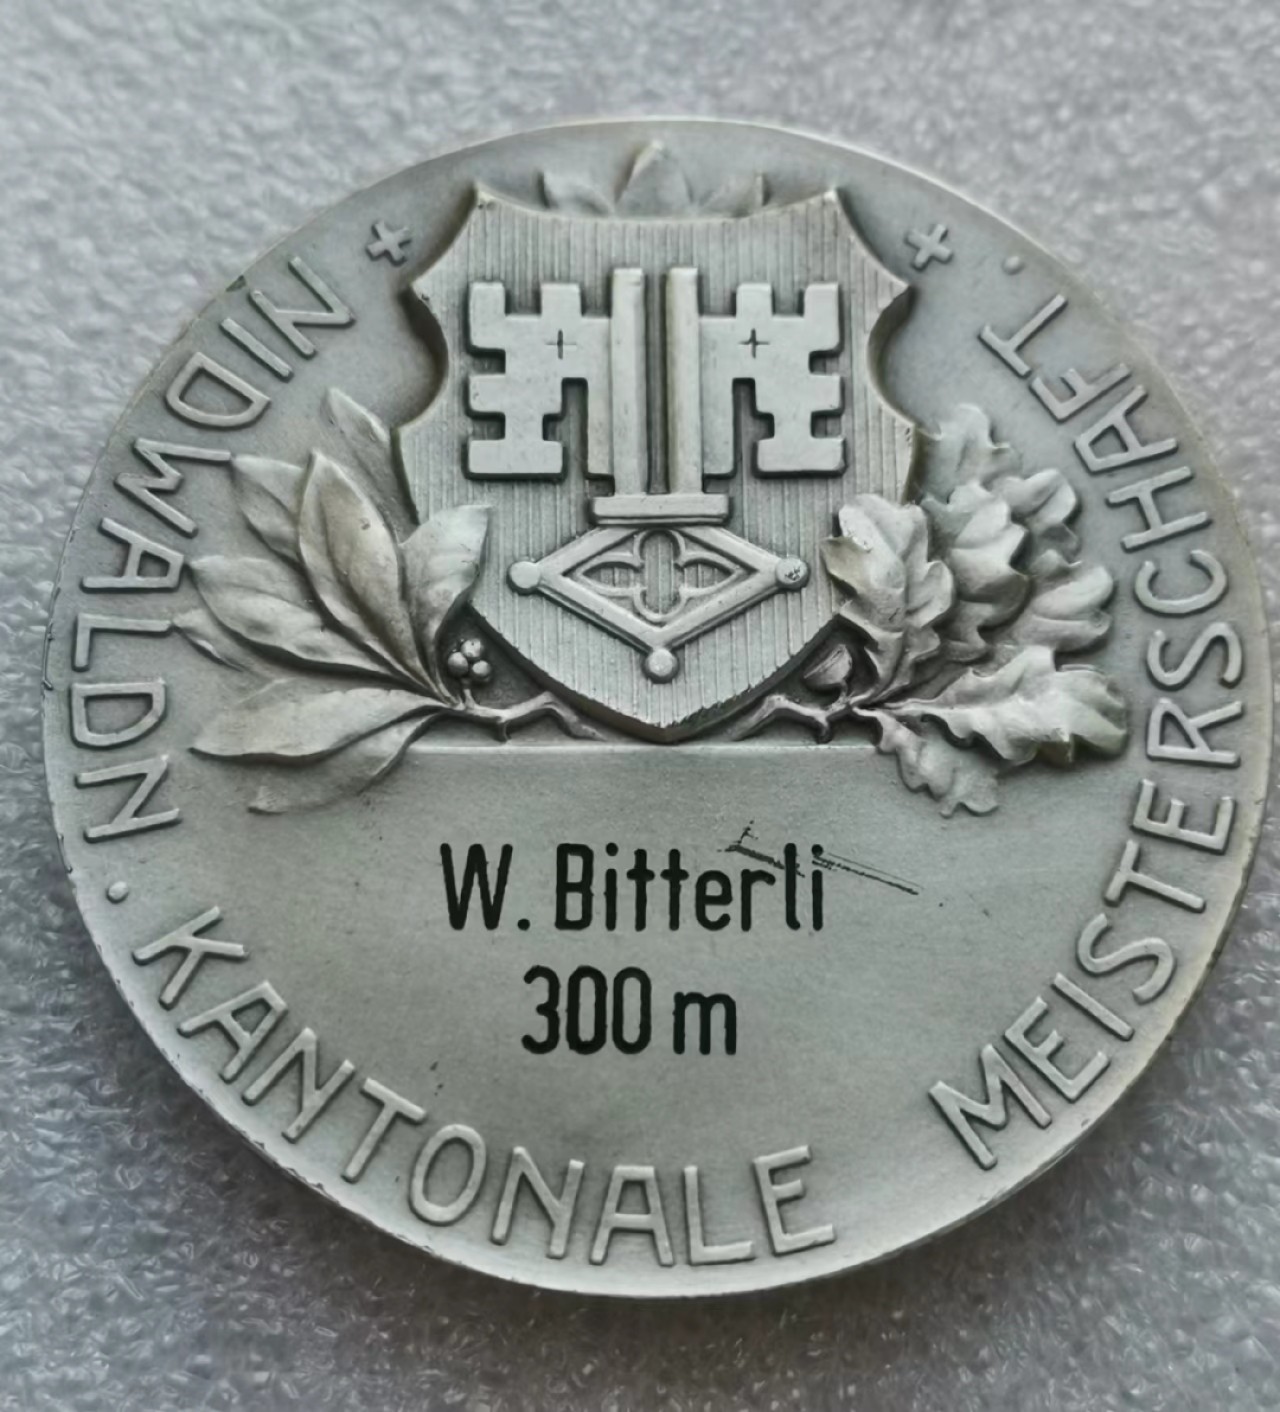 NIDWALDN · KANTONALE MEISTERSCHAFT.
W. Bitterli
300 m